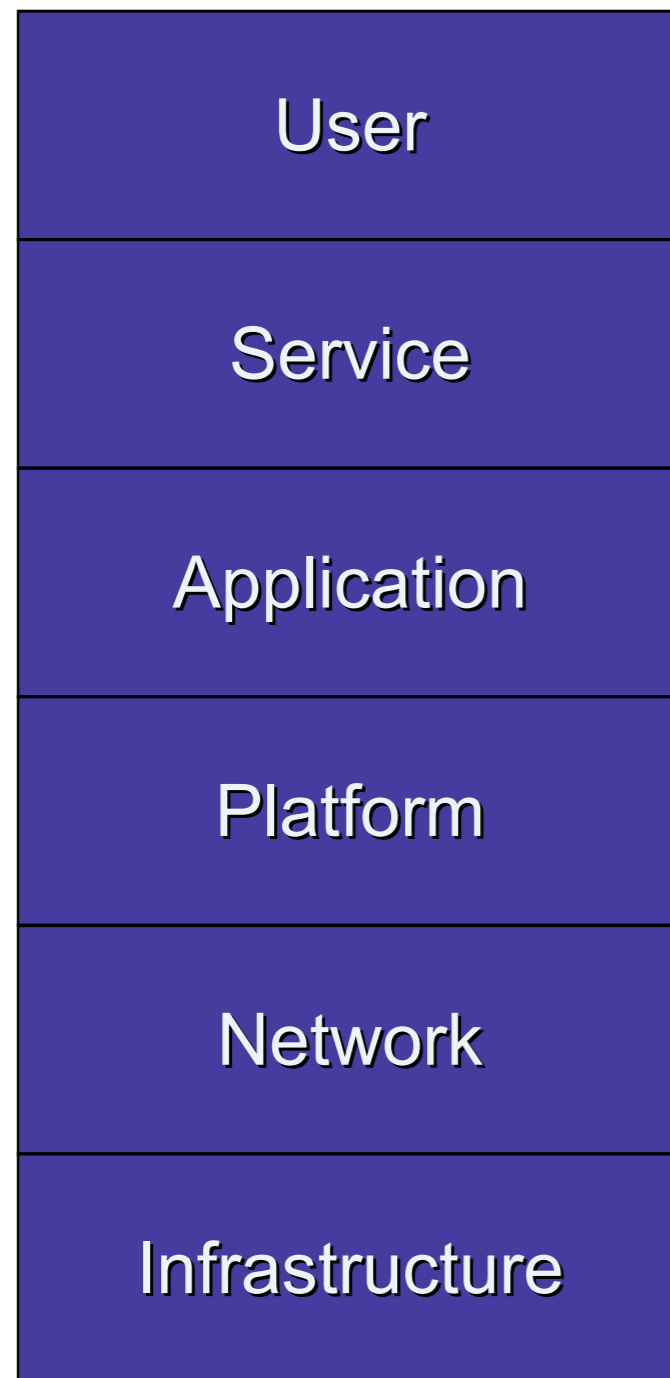 User
Service
Application
Platform
Network
Infrastructure